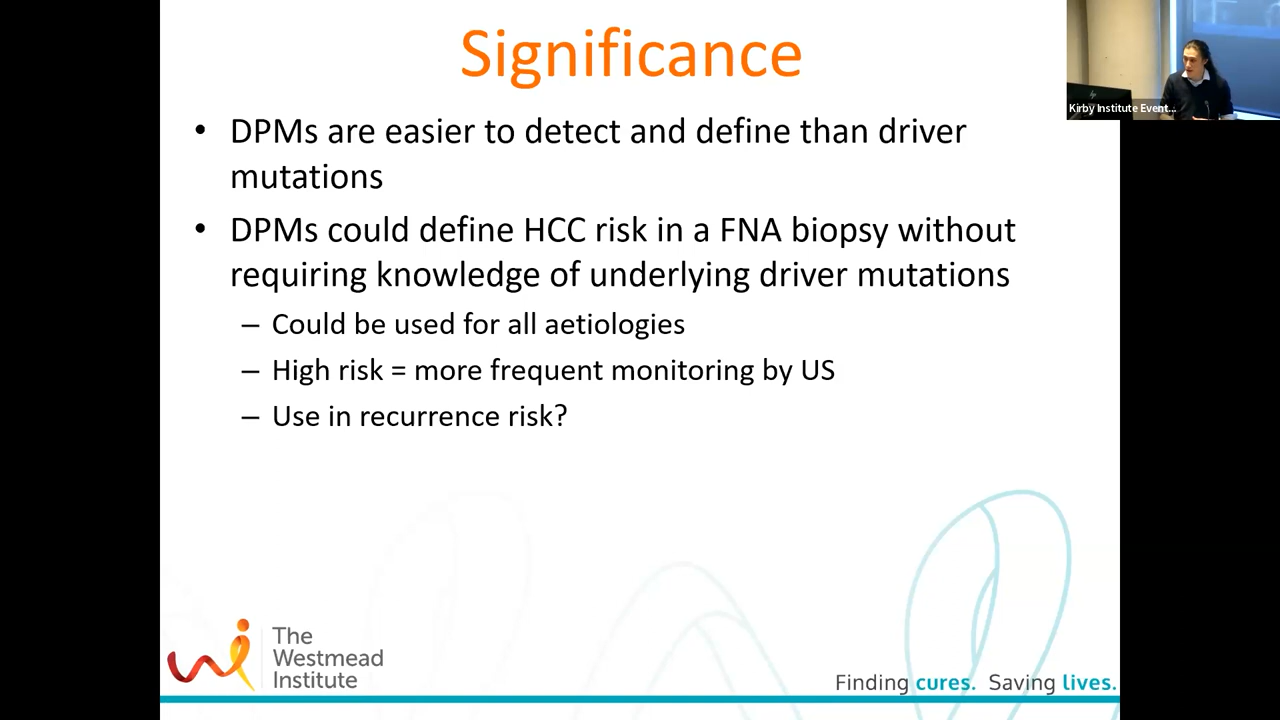 Significance
• DPMs are easier to detect and define than driver
mutations
• DPMs could define HCC risk in a FNA biopsy without
requiring knowledge of underlying driver mutations
– Could be used for all aetiologies
– High risk = more frequent monitoring by US
– Use in recurrence risk?
Kirby Institute Event...
The
Westmead
Institute
Finding cures. Saving lives.